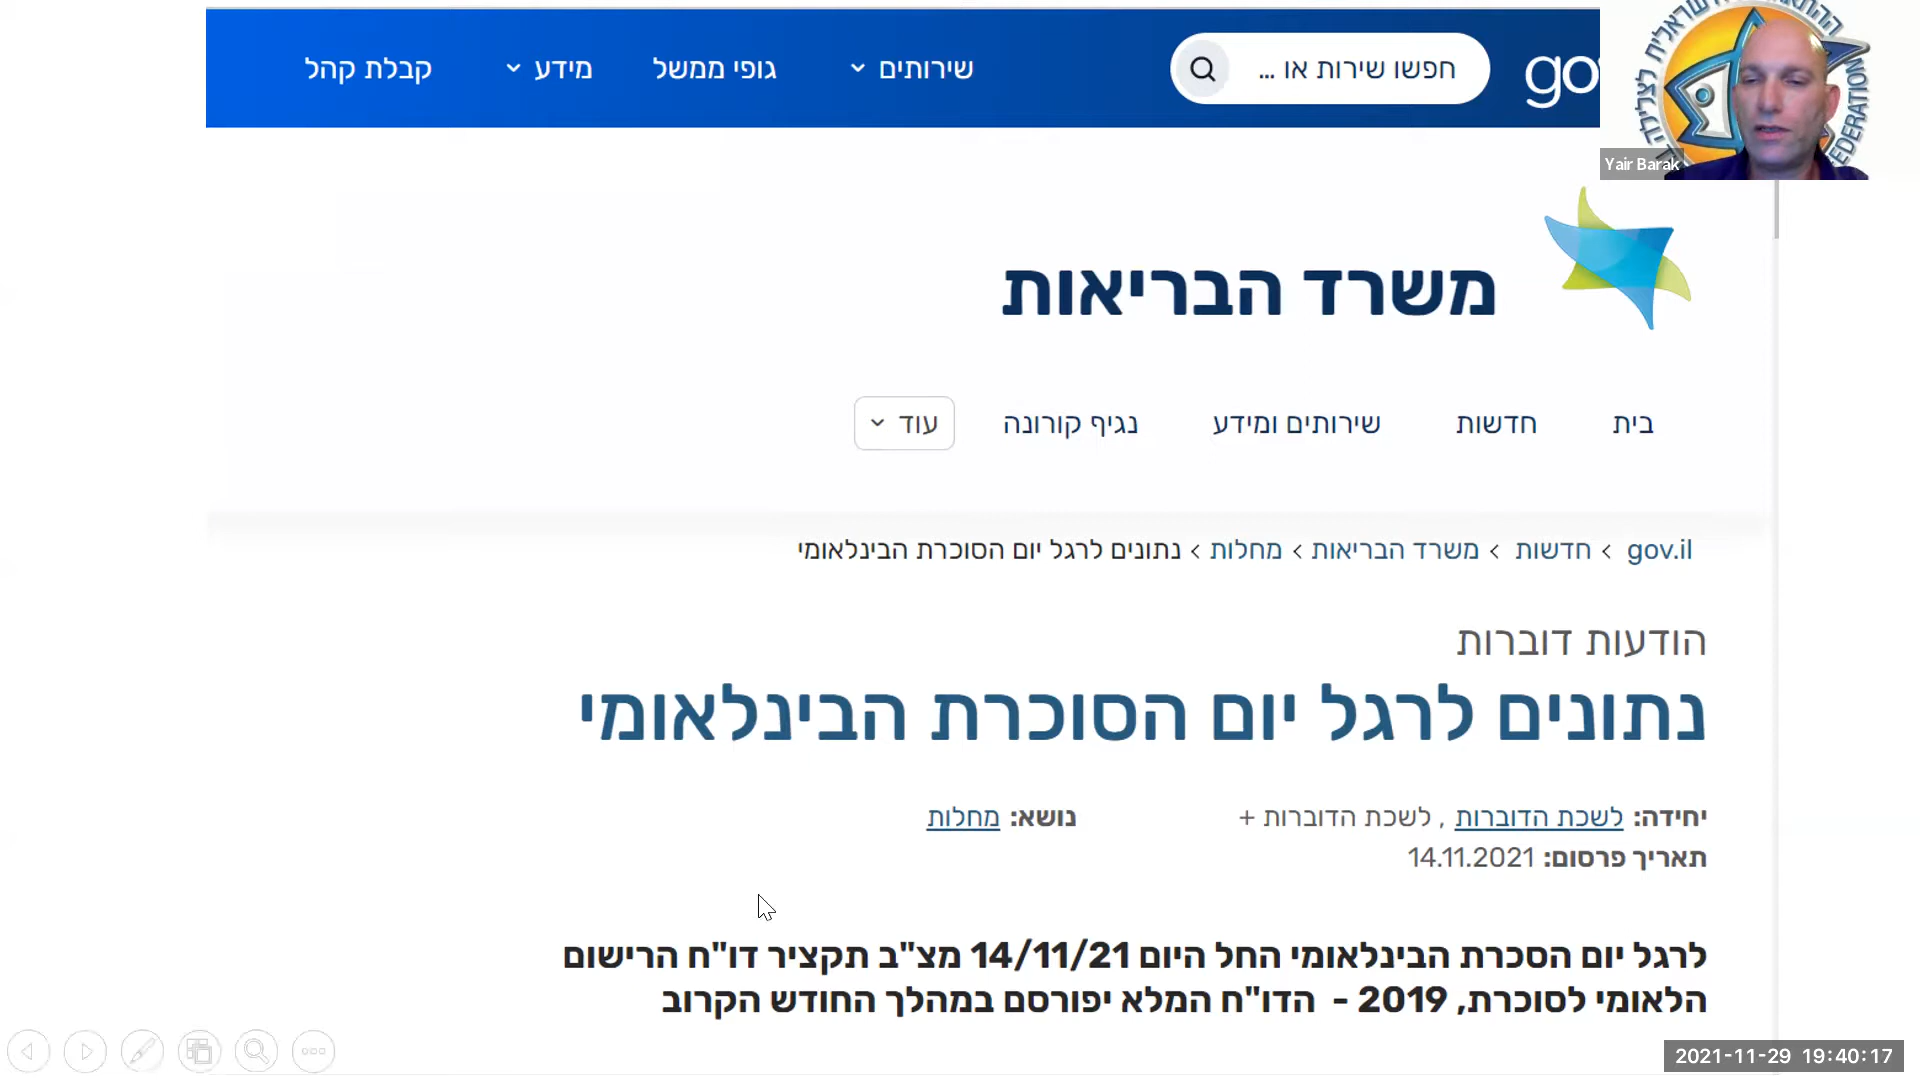 חפשו שירות או ...
שירותים
גופי ממשל
מידע
קבלת קהל
Yair Barak
משרד הבריאות
בית
חדשות
שירותים ומידע
נגיף קורונה
עוד
gov.il > חדשות > משרד הבריאות > מחלות > נתונים לרגל יום הסוכרת הבינלאומי
הודעות דוברות
נתונים לרגל יום הסוכרת הבינלאומי
יחידה: לשכת הדוברות , לשכת הדוברות +
נושא: מחלות
תאריך פרסום: 14.11.2021
לרגל יום הסכרת הבינלאומי החל היום 14/11/21 מצ"ב תקציר דו"ח הרישום
הלאומי לסוכרת, 2019 - הדו"ח המלא יפורסם במהלך החודש הקרוב
2021-11-29 19:40:17